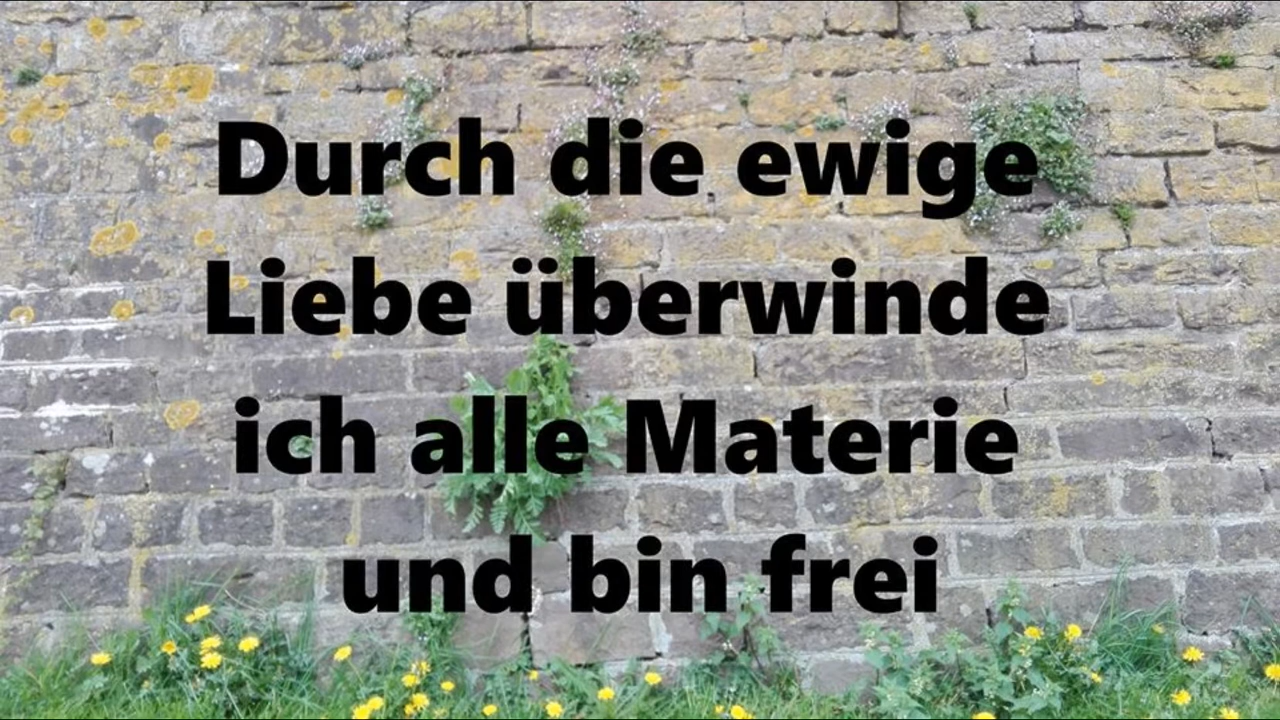 Durch die ewige
Liebe überwinde
ich alle Materie
und bin frei